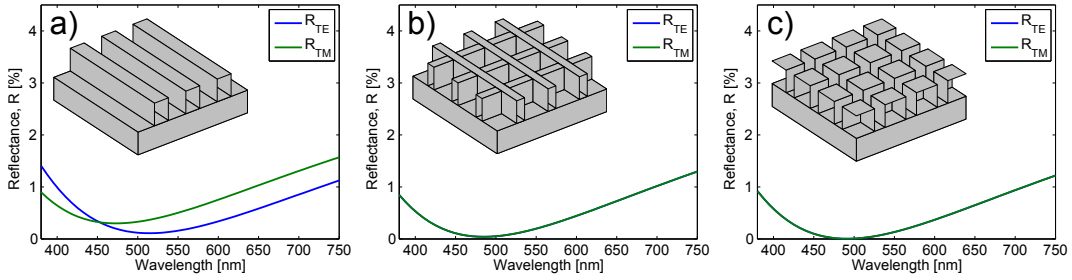 a)
R_TE
R_TM
Reflectance, R [%]
4
3
2
1
0
400 450 500 550 600 650 700 750
Wavelength [nm]
b)
R_TE
R_TM
Reflectance, R [%]
4
3
2
1
0
400 450 500 550 600 650 700 750
Wavelength [nm]
c)
R_TE
R_TM
Reflectance, R [%]
4
3
2
1
0
400 450 500 550 600 650 700 750
Wavelength [nm]